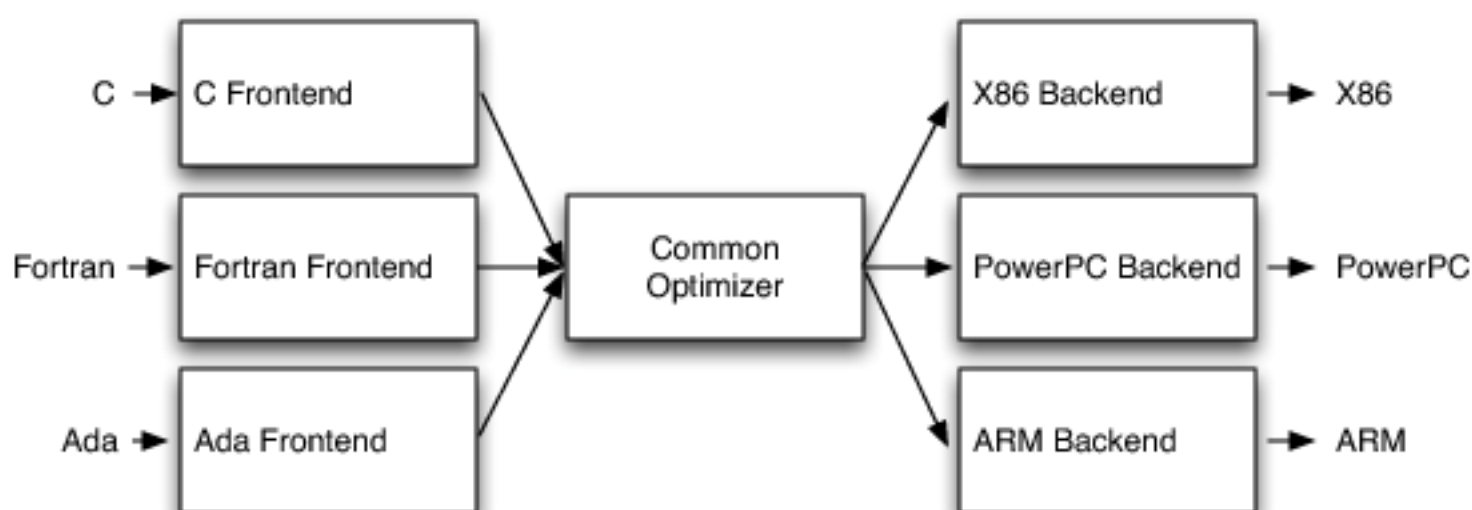 C
C Frontend
X86 Backend
X86
Fortran
Fortran Frontend
Common
Optimizer
PowerPC Backend
PowerPC
Ada
Ada Frontend
ARM Backend
ARM